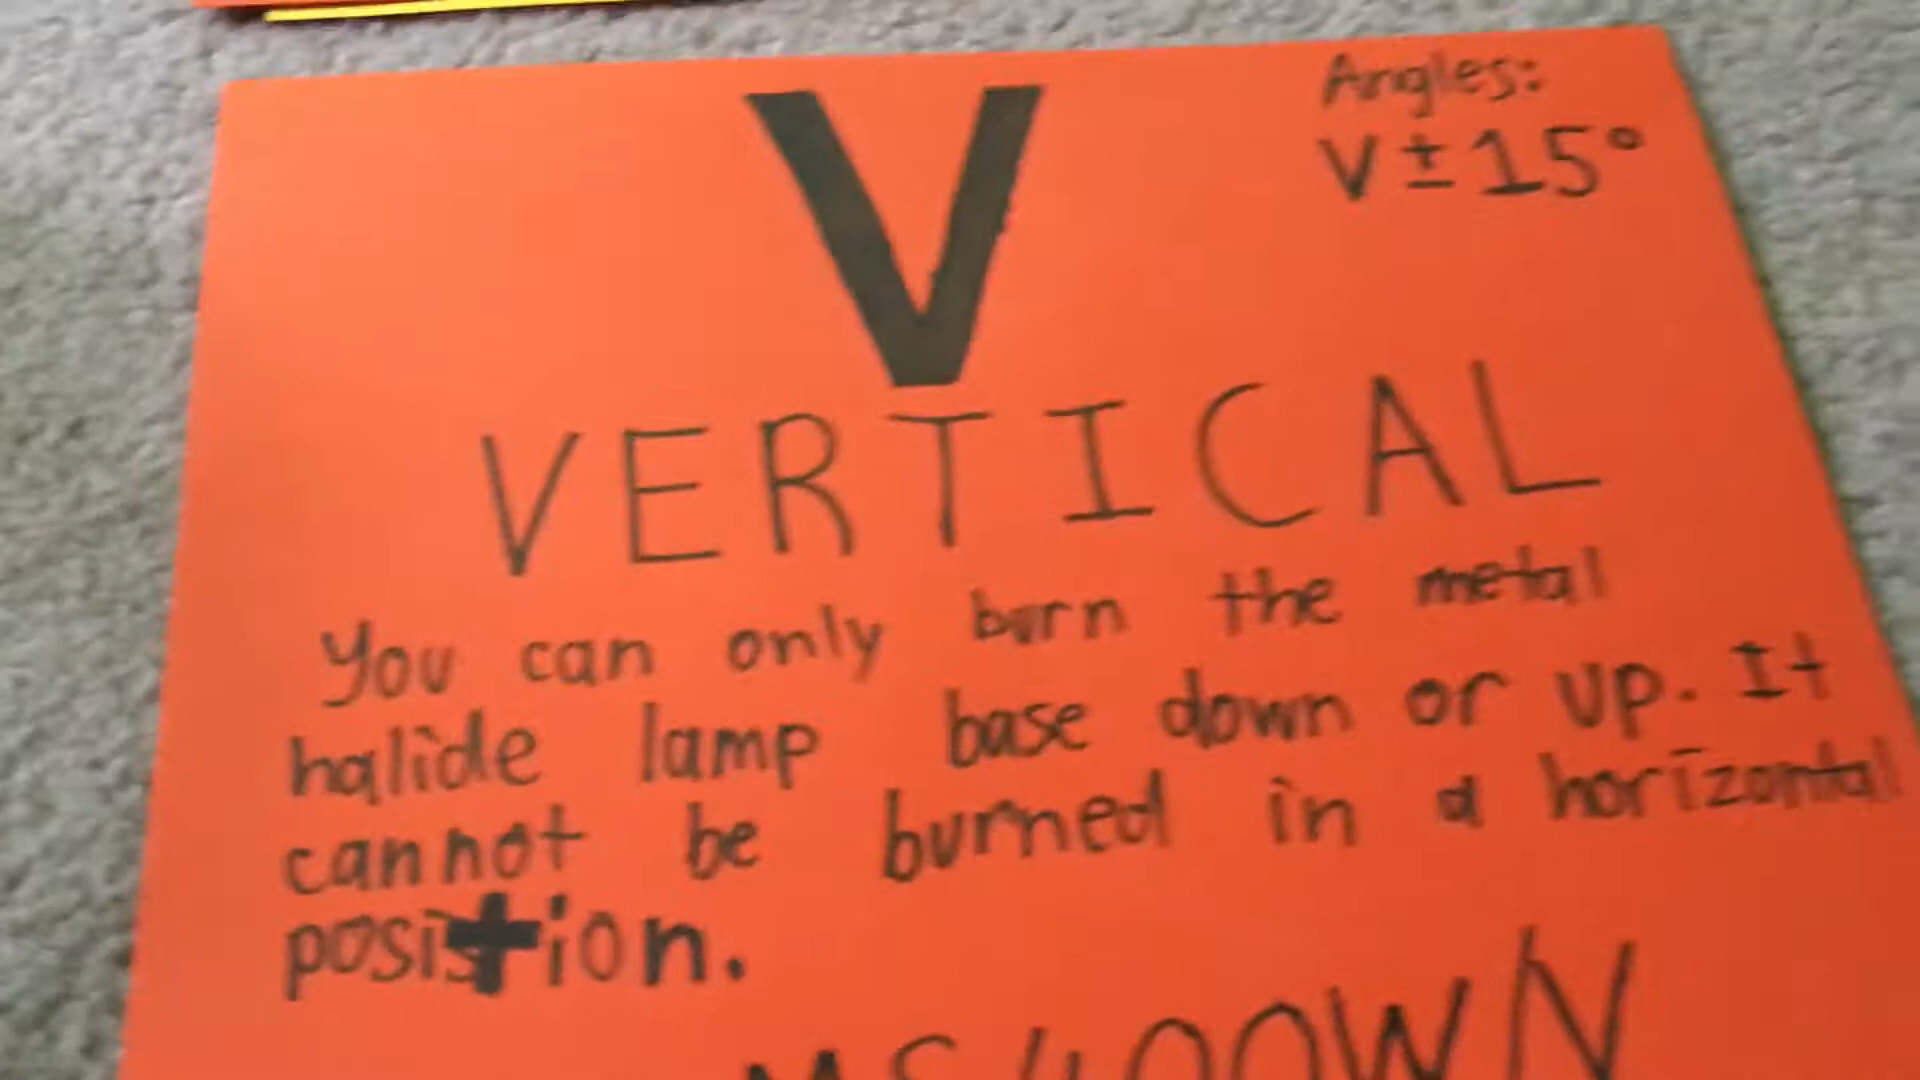 V
Angles:
V ± 15°
VERTICAL
You can only burn the metal
halide lamp base down or up. It
cannot be burned in a horizontal
position.
MS400WN